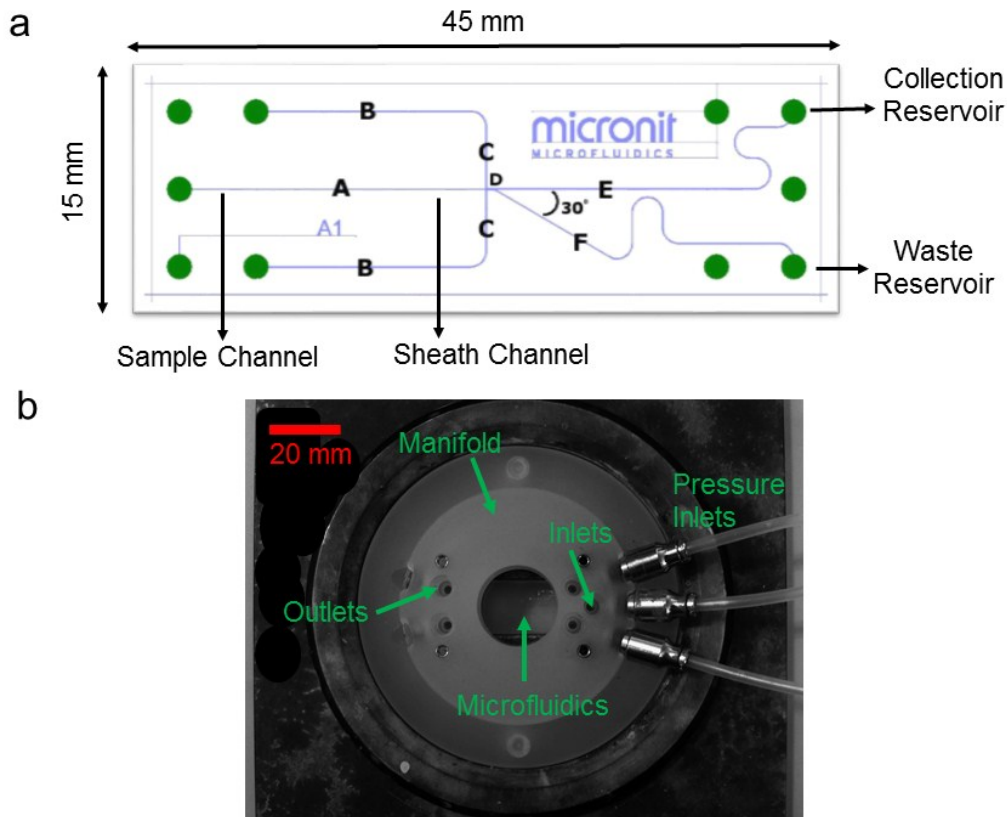 a
45 mm
15 mm
Collection
Reservoir
B
micronit
MICROFLUIDICS
C
D
A
E
30°
A1
C
F
B
Waste
Reservoir
Sample Channel
Sheath Channel
b
20 mm
Manifold
Pressure
Inlets
Inlets
Outlets
Microfluidics